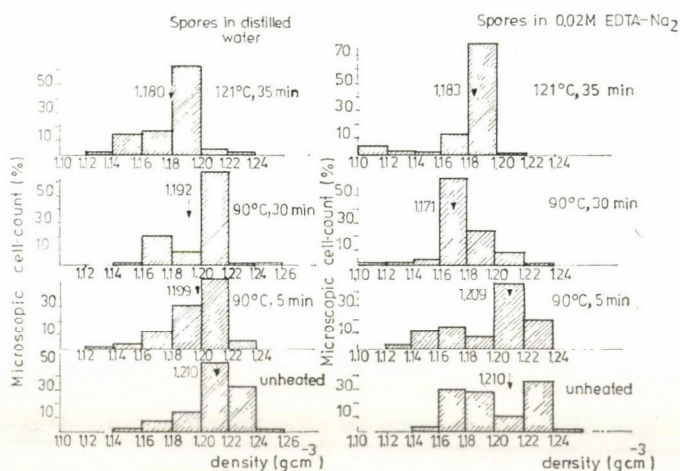 Spores in distilled
water
50
30
10
1,180
121°C, 35 min
1,10 1,12 1,14 1,16 1,18 1,20 1,22 1,24
50
30
10
1,192
90°C, 30 min
1,12 1,14 1,16 1,18 1,20 1,22 1,24 1,26
30
10
1,199
90°C, 5 min
1,12 1,14 1,16 1,18 1,20 1,22 1,24
50
30
10
1,210
unheated
1,10 1,12 1,14 1,16 1,18 1,20 1,22 1,24 1,26
density (gcm⁻³
Microscopic cell-count (%)
Spores in 0,02M EDTA-Na₂
70
50
30
10
1,183
121°C, 35 min
1,10 1,12 1,14 1,16 1,18 1,20 1,22 1,24
50
30
10
1,171
90°C, 30 min
1,10 1,12 1,14 1,16 1,18 1,20 1,22 1,24
30
10
1,209
90°C, 5 min
1,10 1,12 1,14 1,16 1,18 1,20 1,22 1,24
50
30
10
1,210
unheated
1,10 1,12 1,14 1,16 1,18 1,20 1,22 1,24
density (gcm⁻³
Microscopic cell-count (%)